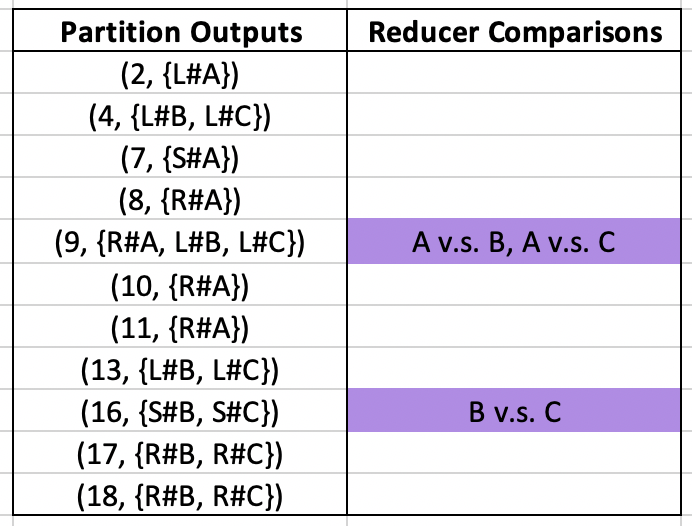 Partition Outputs Reducer Comparisons
(2, {L#A})
(4, {L#B, L#C})
(7, {S#A})
(8, {R#A})
(9, {R#A, L#B, L#C}) A v.s. B, A v.s. C
(10, {R#A})
(11, {R#A})
(13, {L#B, L#C})
(16, {S#B, S#C}) B v.s. C
(17, {R#B, R#C})
(18, {R#B, R#C})